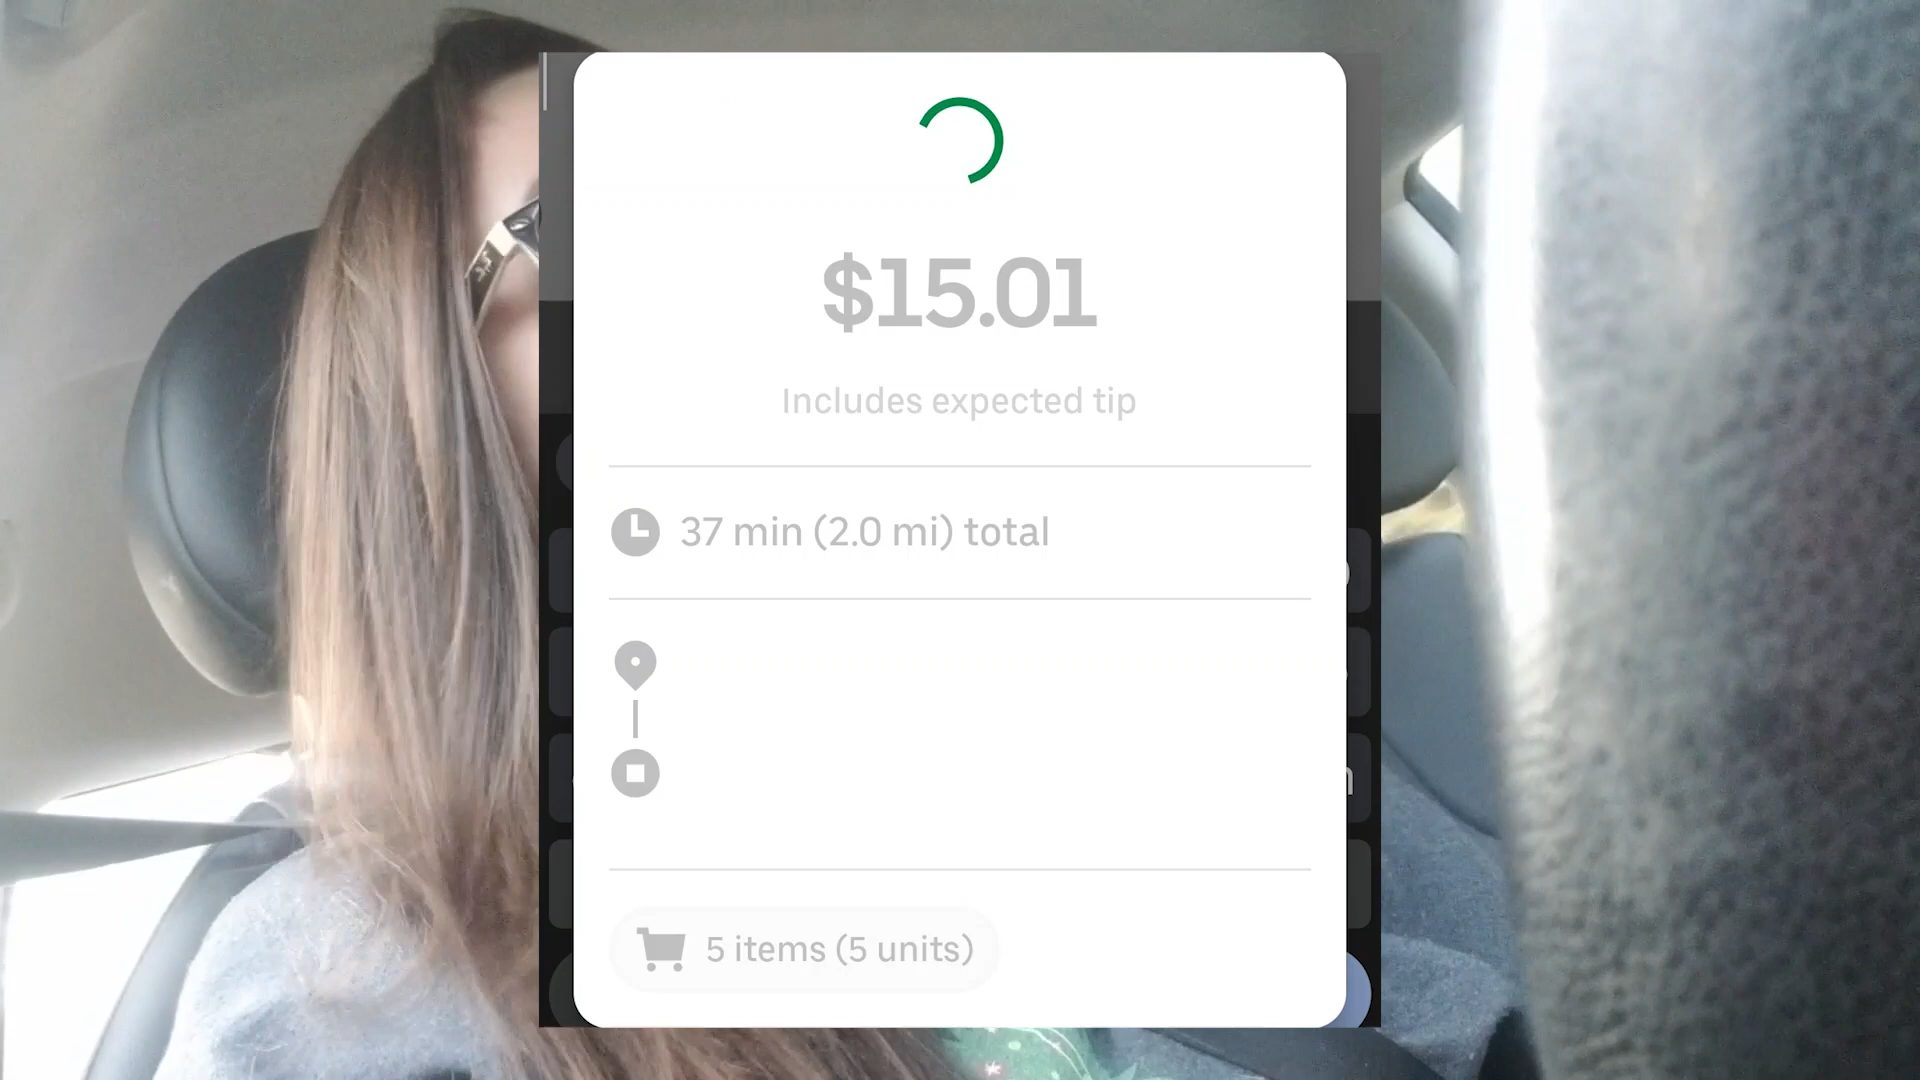 $15.01
Includes expected tip
37 min (2.0 mi) total
5 items (5 units)